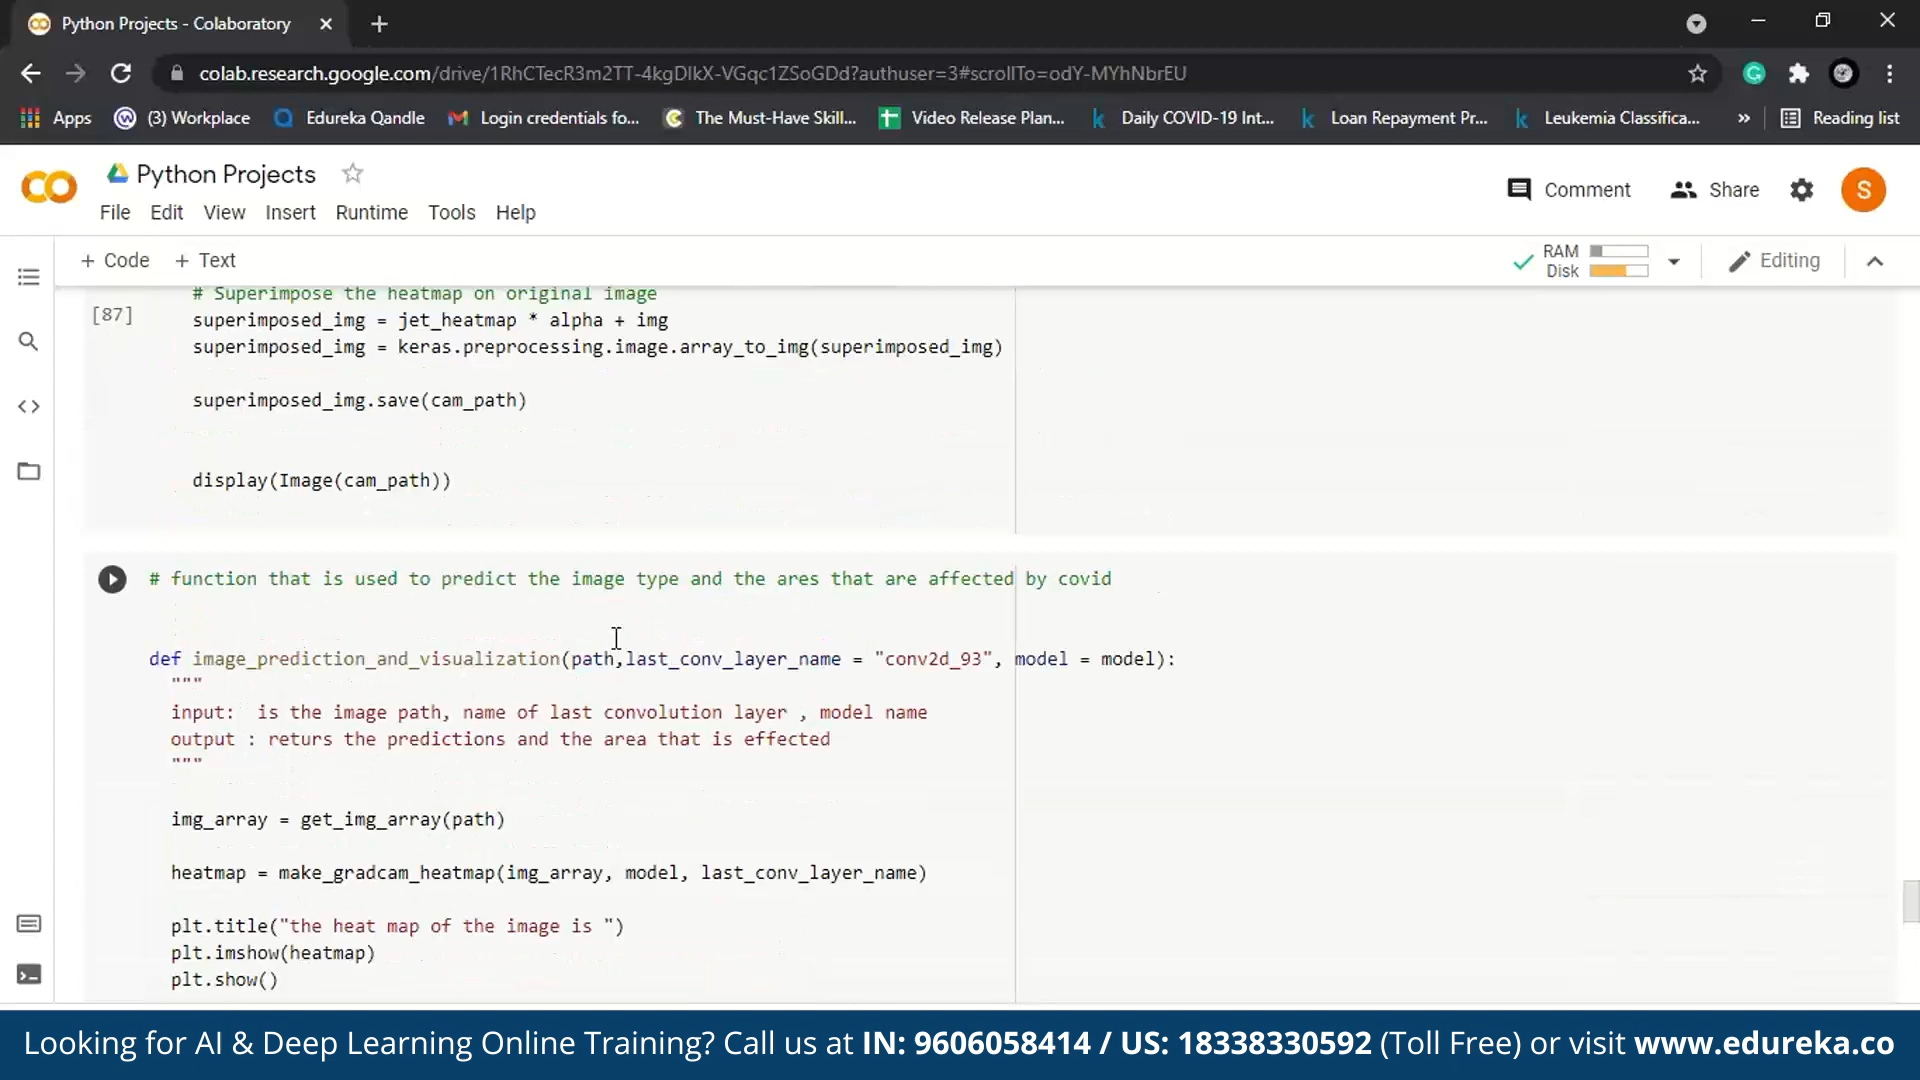 Python Projects - Colaboratory
colab.research.google.com/drive/1RhCTecR3m2TT-4kgDlkX-VGqc1ZSoGDd?authuser=3#scrollTo=odY-MYhNbrEU
Apps (3) Workplace Edureka Qandle Login credentials fo... The Must-Have Skill... Video Release Plan... Daily COVID-19 Int... Loan Repayment Pr... Leukemia Classifica... » Reading list
Python Projects
Comment Share S
File Edit View Insert Runtime Tools Help
+ Code + Text
RAM
Disk
Editing
# Superimpose the heatmap on original image
[87]
superimposed_img = jet_heatmap * alpha + img
superimposed_img = keras.preprocessing.image.array_to_img(superimposed_img)
superimposed_img.save(cam_path)
display(Image(cam_path))
# function that is used to predict the image type and the ares that are affected by covid
def image_prediction_and_visualization(path,last_conv_layer_name = "conv2d_93", model = model):
"""
input:  is the image path, name of last convolution layer , model name
output : returs the predictions and the area that is effected
"""
img_array = get_img_array(path)
heatmap = make_gradcam_heatmap(img_array, model, last_conv_layer_name)
plt.title("the heat map of the image is ")
plt.imshow(heatmap)
plt.show()
Looking for AI & Deep Learning Online Training? Call us at IN: 9606058414 / US: 18338330592 (Toll Free) or visit www.edureka.co